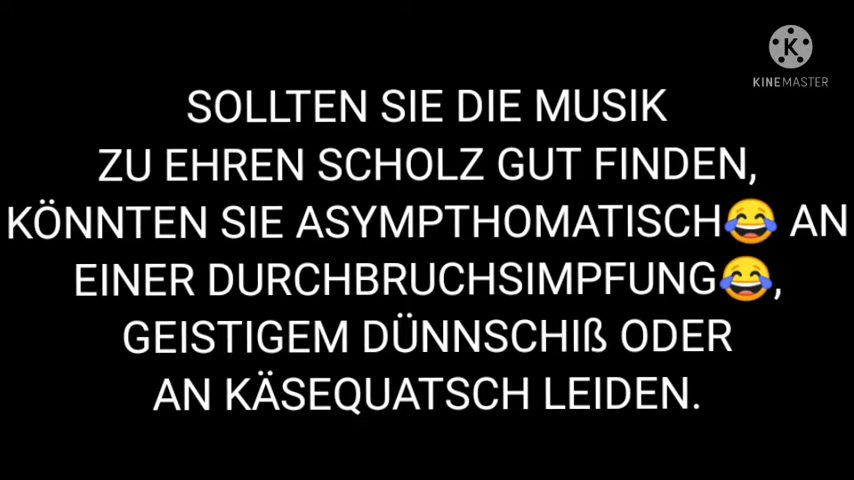 KINEMASTER
SOLLTEN SIE DIE MUSIK
ZU EHREN SCHOLZ GUT FINDEN,
KÖNNTEN SIE ASYMPTHOMATISCH😂 AN
EINER DURCHBRUCHSIMPFUNG😂,
GEISTIGEM DÜNNSCHIß ODER
AN KÄSEQUATSCH LEIDEN.